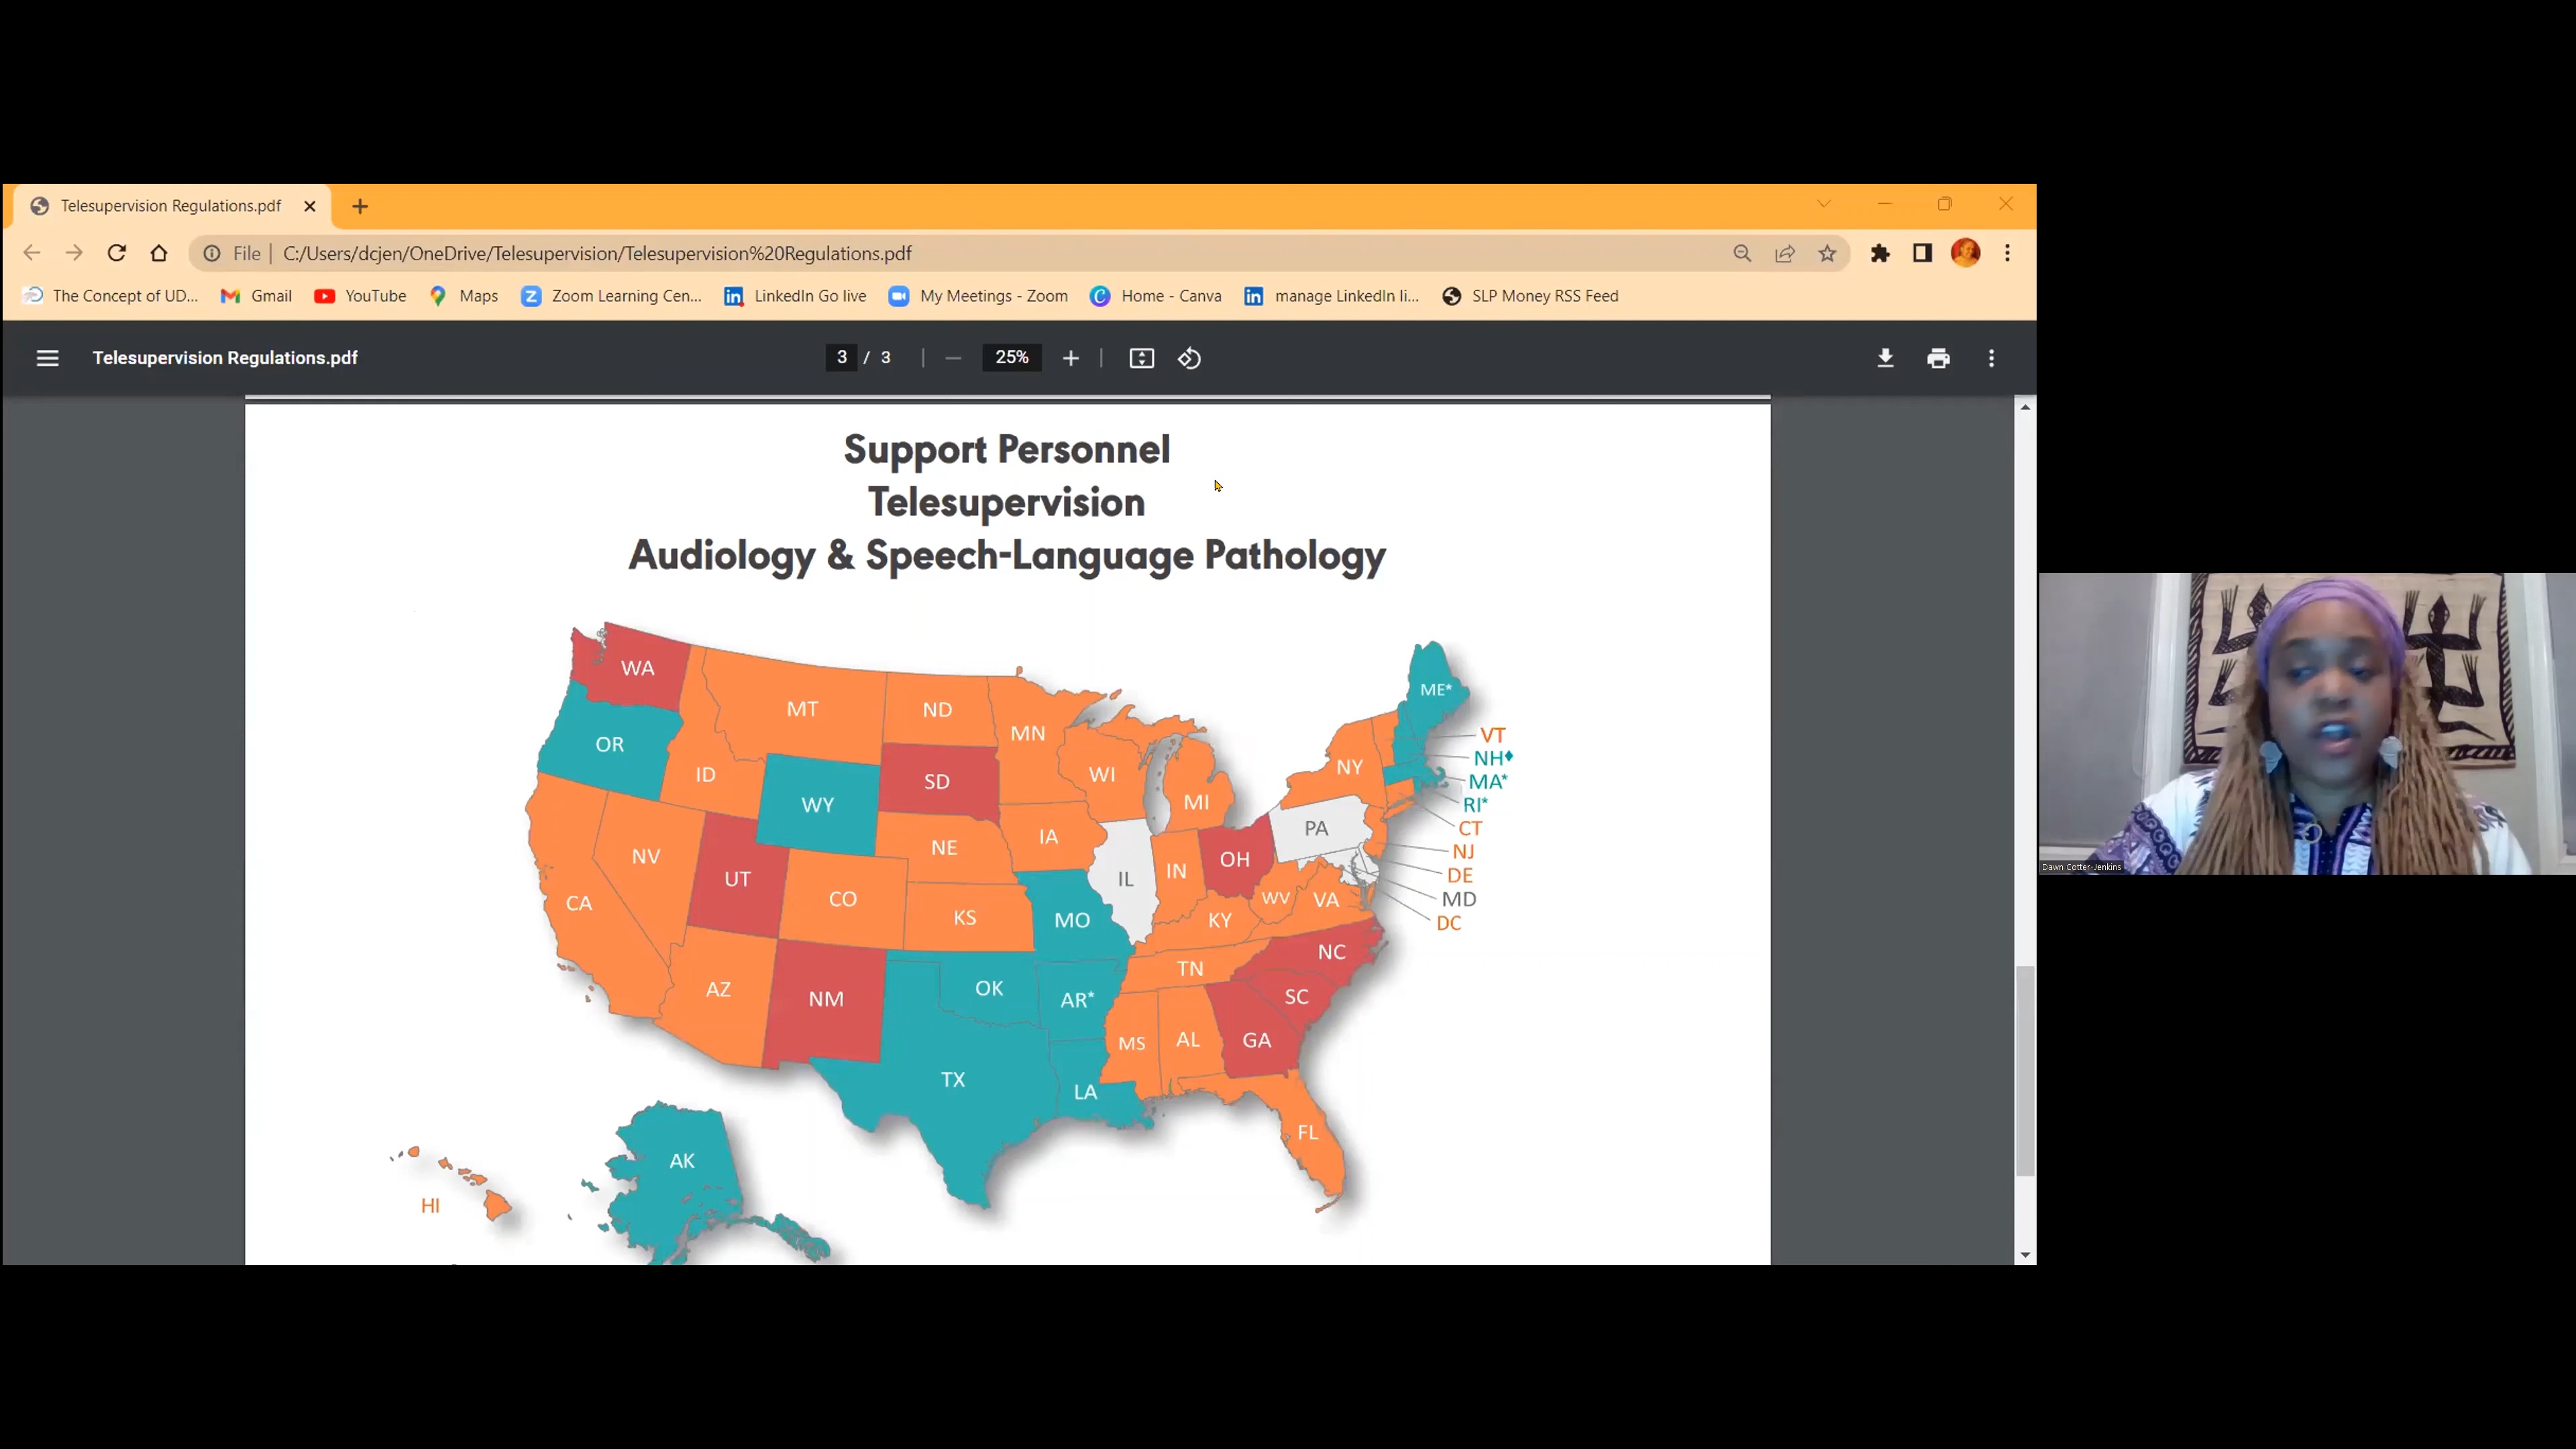 Telesupervision Regulations.pdf
File | C:/Users/dcjen/OneDrive/Telesupervision/Telesupervision%20Regulations.pdf
The Concept of UD... Gmail YouTube Maps Zoom Learning Cen... LinkedIn Go live My Meetings - Zoom Home - Canva manage LinkedIn li... SLP Money RSS Feed
Telesupervision Regulations.pdf 3 / 3 25%
Support Personnel
Telesupervision
Audiology & Speech-Language Pathology
WA
MT
ND
MN
ME*
OR
ID
WY
SD
WI
MI
NY
VT
NH♦
MA*
RI*
CT
NJ
DE
MD
DC
NV
UT
CO
NE
IA
IL
IN
OH
PA
CA
KS
MO
KY
WV
VA
AZ
NM
OK
AR*
TN
NC
SC
TX
LA
MS
AL
GA
FL
AK
HI
Dawn Cotter-Jenkins